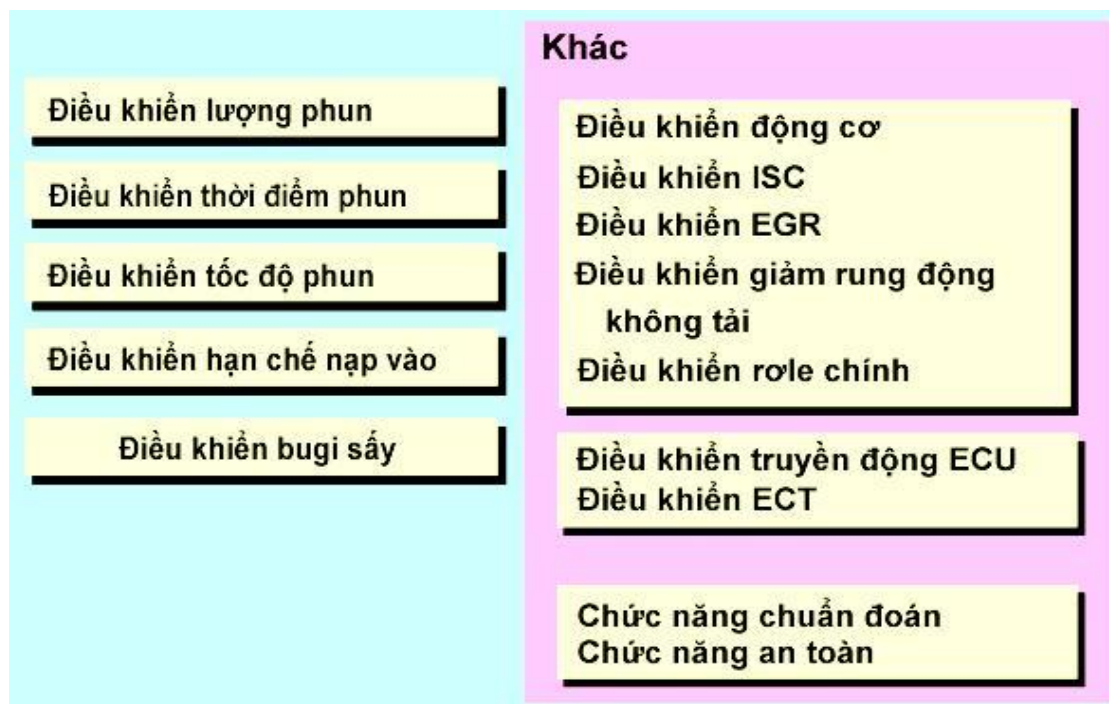 Điều khiển lượng phun
Điều khiển thời điểm phun
Điều khiển tốc độ phun
Điều khiển hạn chế nạp vào
Điều khiển bugi sấy
Khác
Điều khiển động cơ
Điều khiển ISC
Điều khiển EGR
Điều khiển giảm rung động
không tải
Điều khiển rơle chính
Điều khiển truyền động ECU
Điều khiển ECT
Chức năng chuẩn đoán
Chức năng an toàn